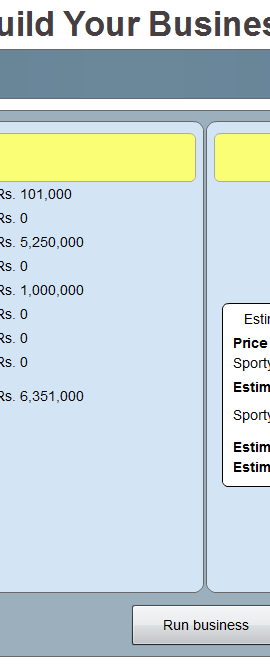 uild Your Busines
Rs. 101,000
Rs. 0
Rs. 5,250,000
Rs. 0
Rs. 1,000,000
Rs. 0
Rs. 0
Rs. 0
Rs. 6,351,000
Estim
Price
Sporty
Estim
Sporty
Estim
Estim
Run business